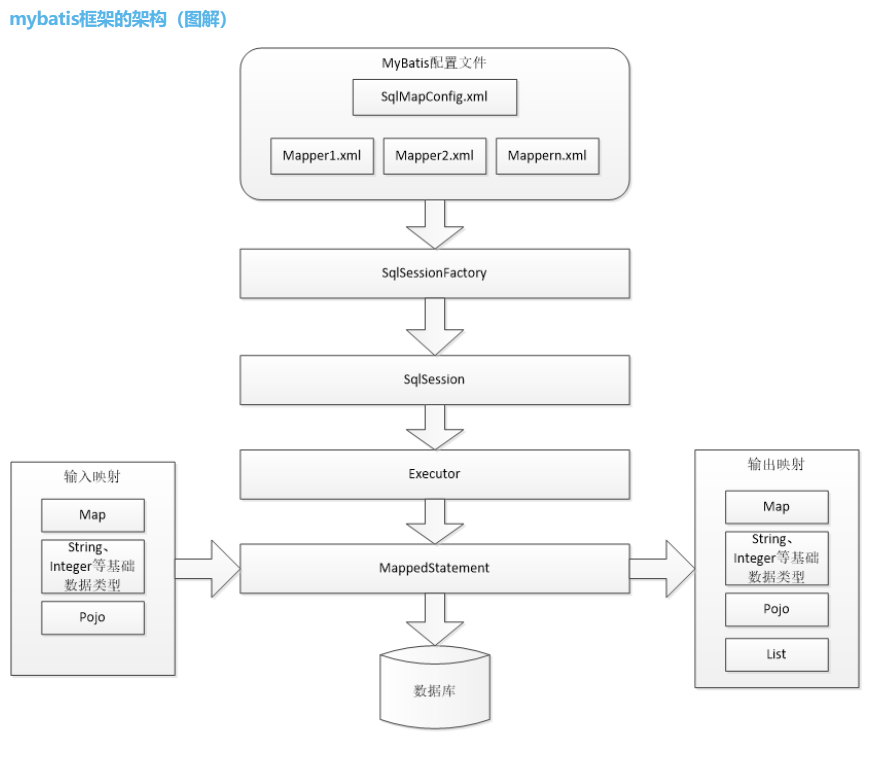 mybatis框架的架构（图解）
MyBatis配置文件
SqlMapConfig.xml
Mapper1.xml
Mapper2.xml
Mappern.xml
SqlSessionFactory
SqlSession
Executor
MappedStatement
数据库
输入映射
Map
String、
Integer等基础
数据类型
Pojo
输出映射
Map
String、
Integer等基础
数据类型
Pojo
List